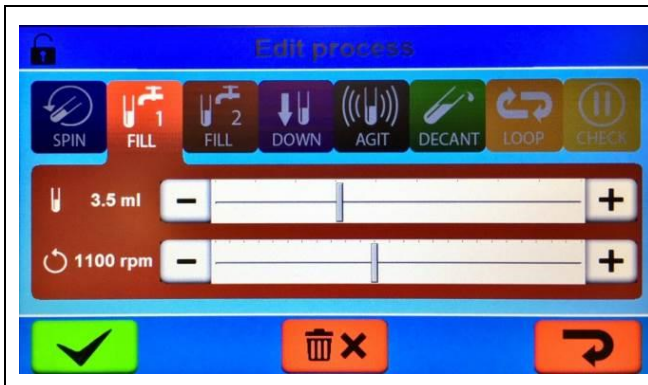 Edit process
SPIN
1
FILL
2
FILL
DOWN
AGIT
DECANT
LOOP
CHECK
3.5 ml
1100 rpm